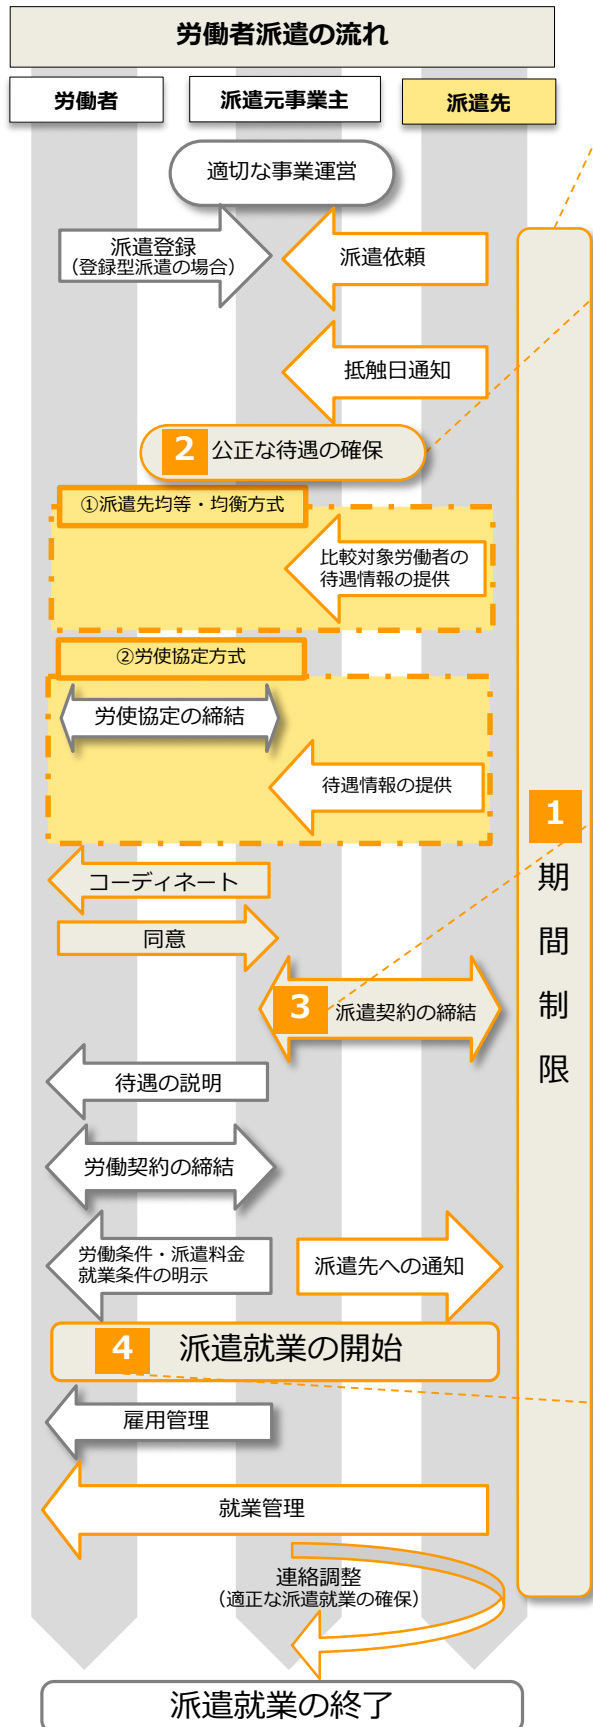 労働者派遣の流れ
労働者
派遣元事業主
派遣先
適切な事業運営
派遣登録
（登録型派遣の場合）
派遣依頼
抵触日通知
2 公正な待遇の確保
①派遣先均等・均衡方式
比較対象労働者の
待遇情報の提供
②労使協定方式
労使協定の締結
待遇情報の提供
1
期
間
制
限
コーディネート
同意
3 派遣契約の締結
待遇の説明
労働契約の締結
労働条件・派遣料金
就業条件の明示
派遣先への通知
4 派遣就業の開始
雇用管理
就業管理
連絡調整
（適正な派遣就業の確保）
派遣就業の終了